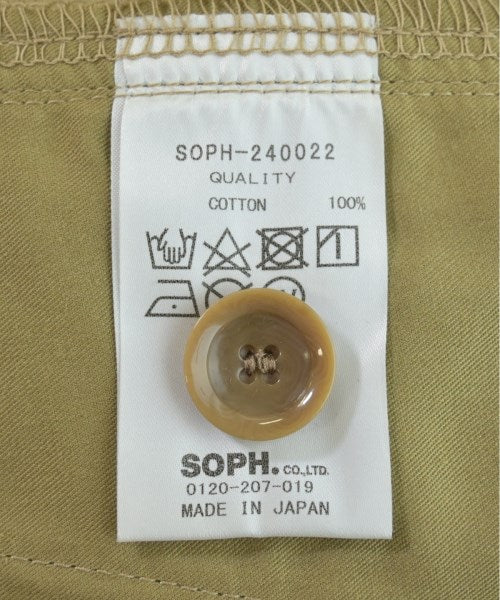 SOPH-240022
QUALITY
COTTON 100%
SOPH. CO.,LTD.
0120-207-019
MADE IN JAPAN